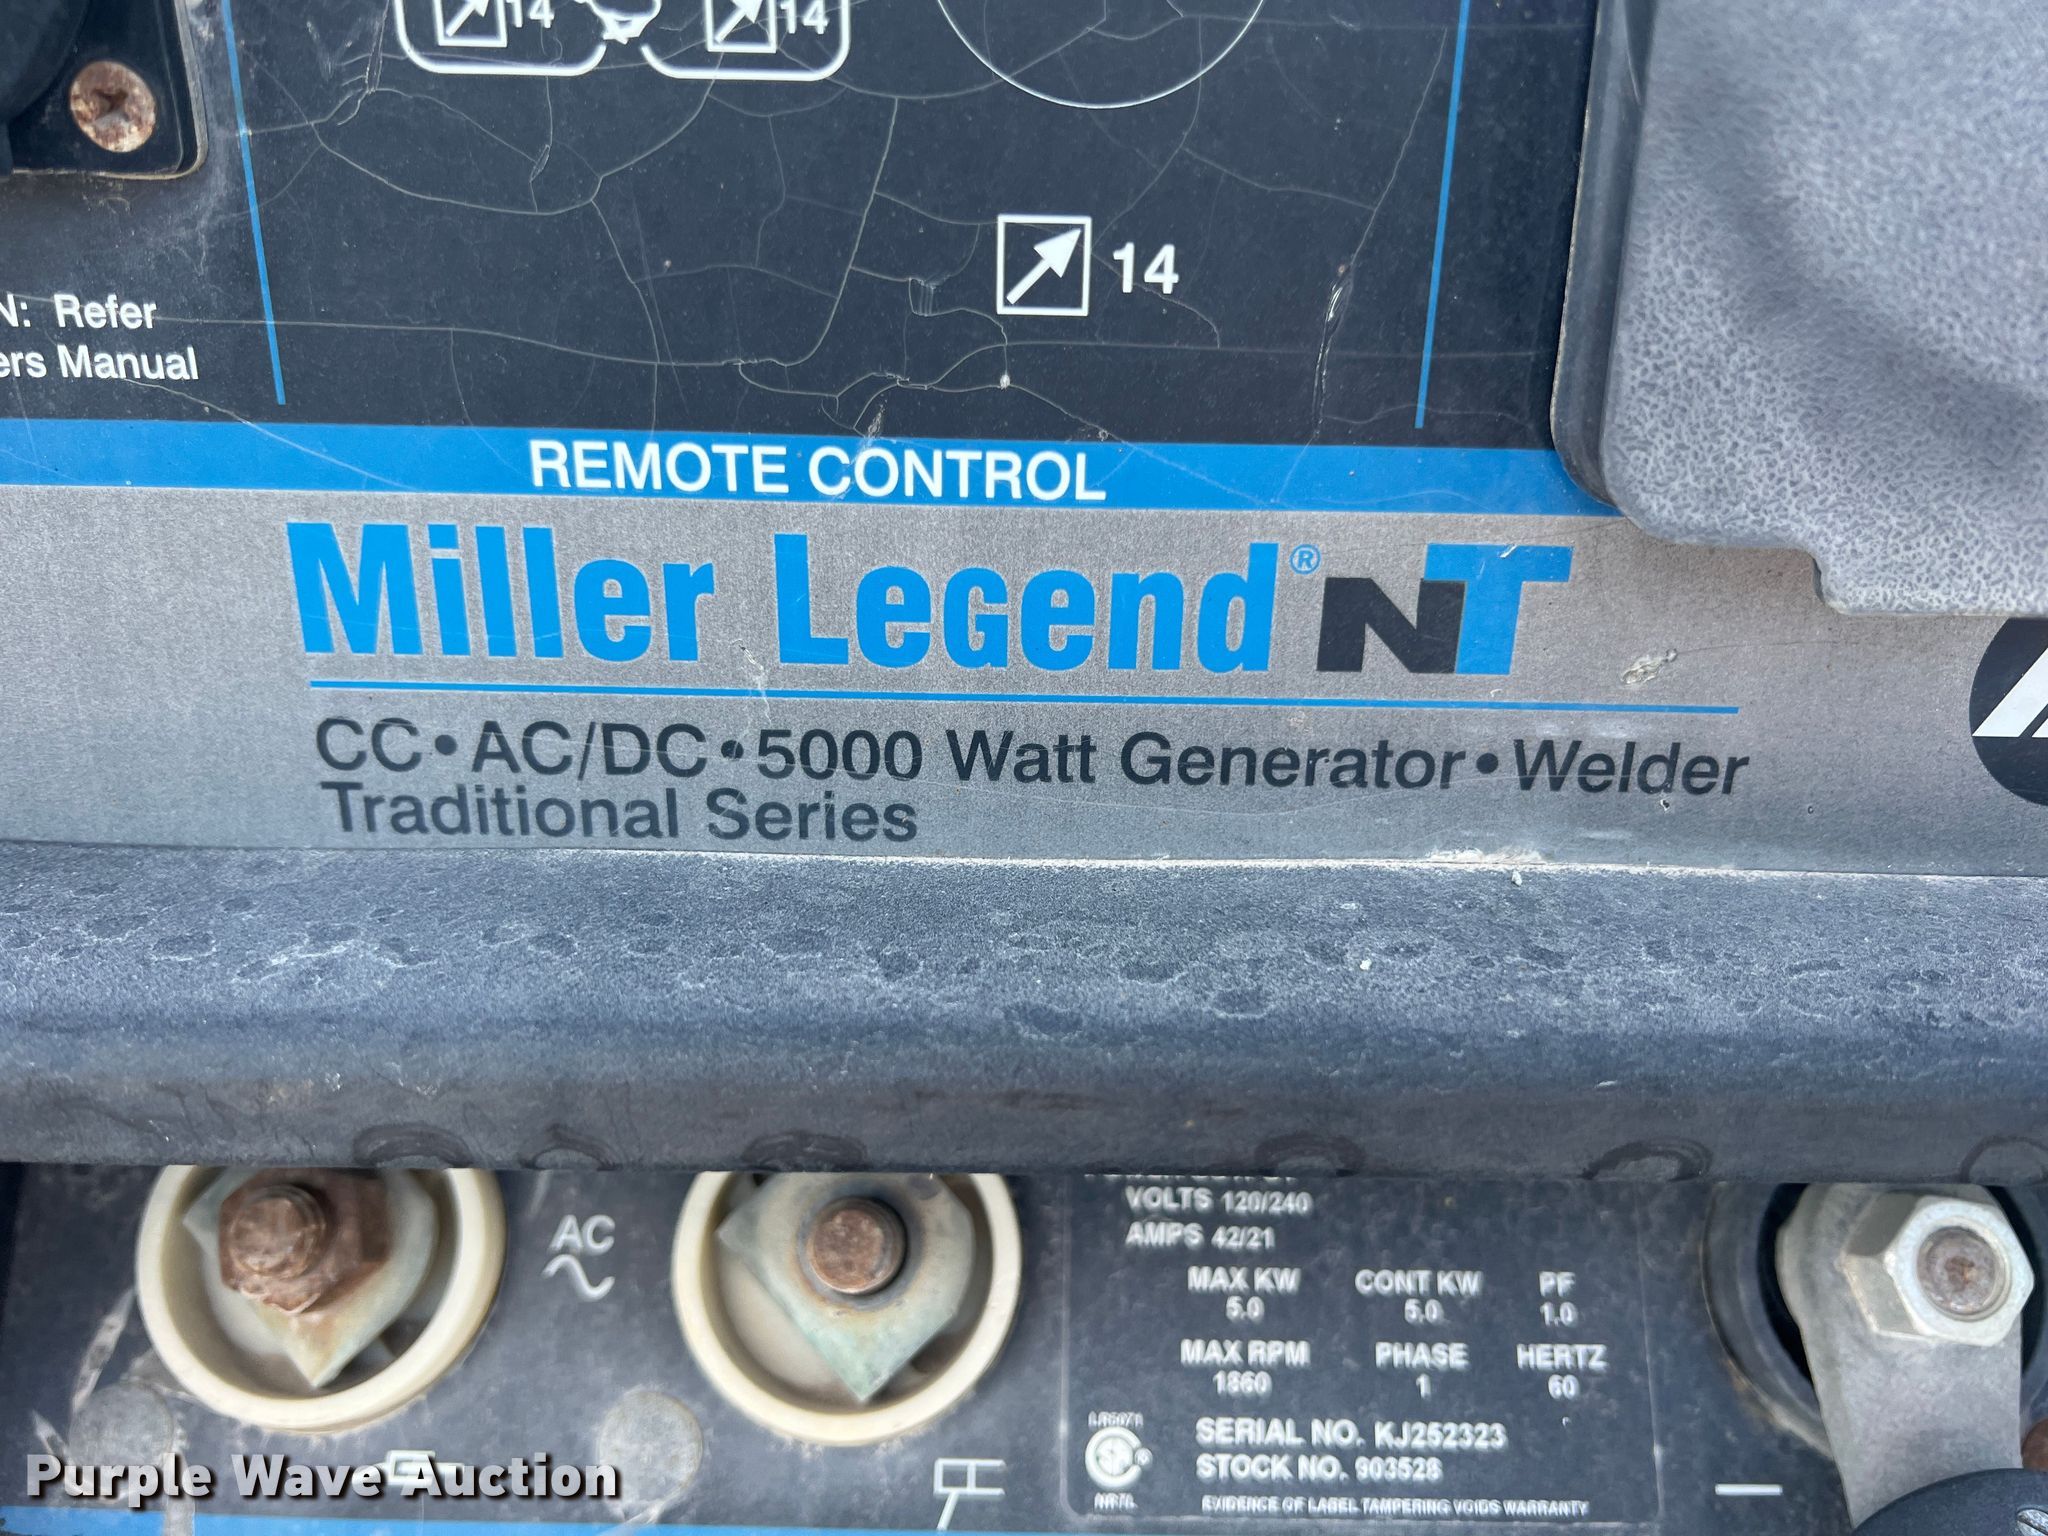 14
14
14
N: Refer
ers Manual
REMOTE CONTROL
Miller Legend® NT
CC•AC/DC•5000 Watt Generator•Welder
Traditional Series
AC
VOLTS 120/240
AMPS 42/21
MAX KW CONT KW PF
5.0 5.0 1.0
MAX RPM PHASE HERTZ
1860 1 60
LR6071
SERIAL NO. KJ252323
STOCK NO. 903528
NRTL
EVIDENCE OF LABEL TAMPERING VOIDS WARRANTY
Purple Wave Auction